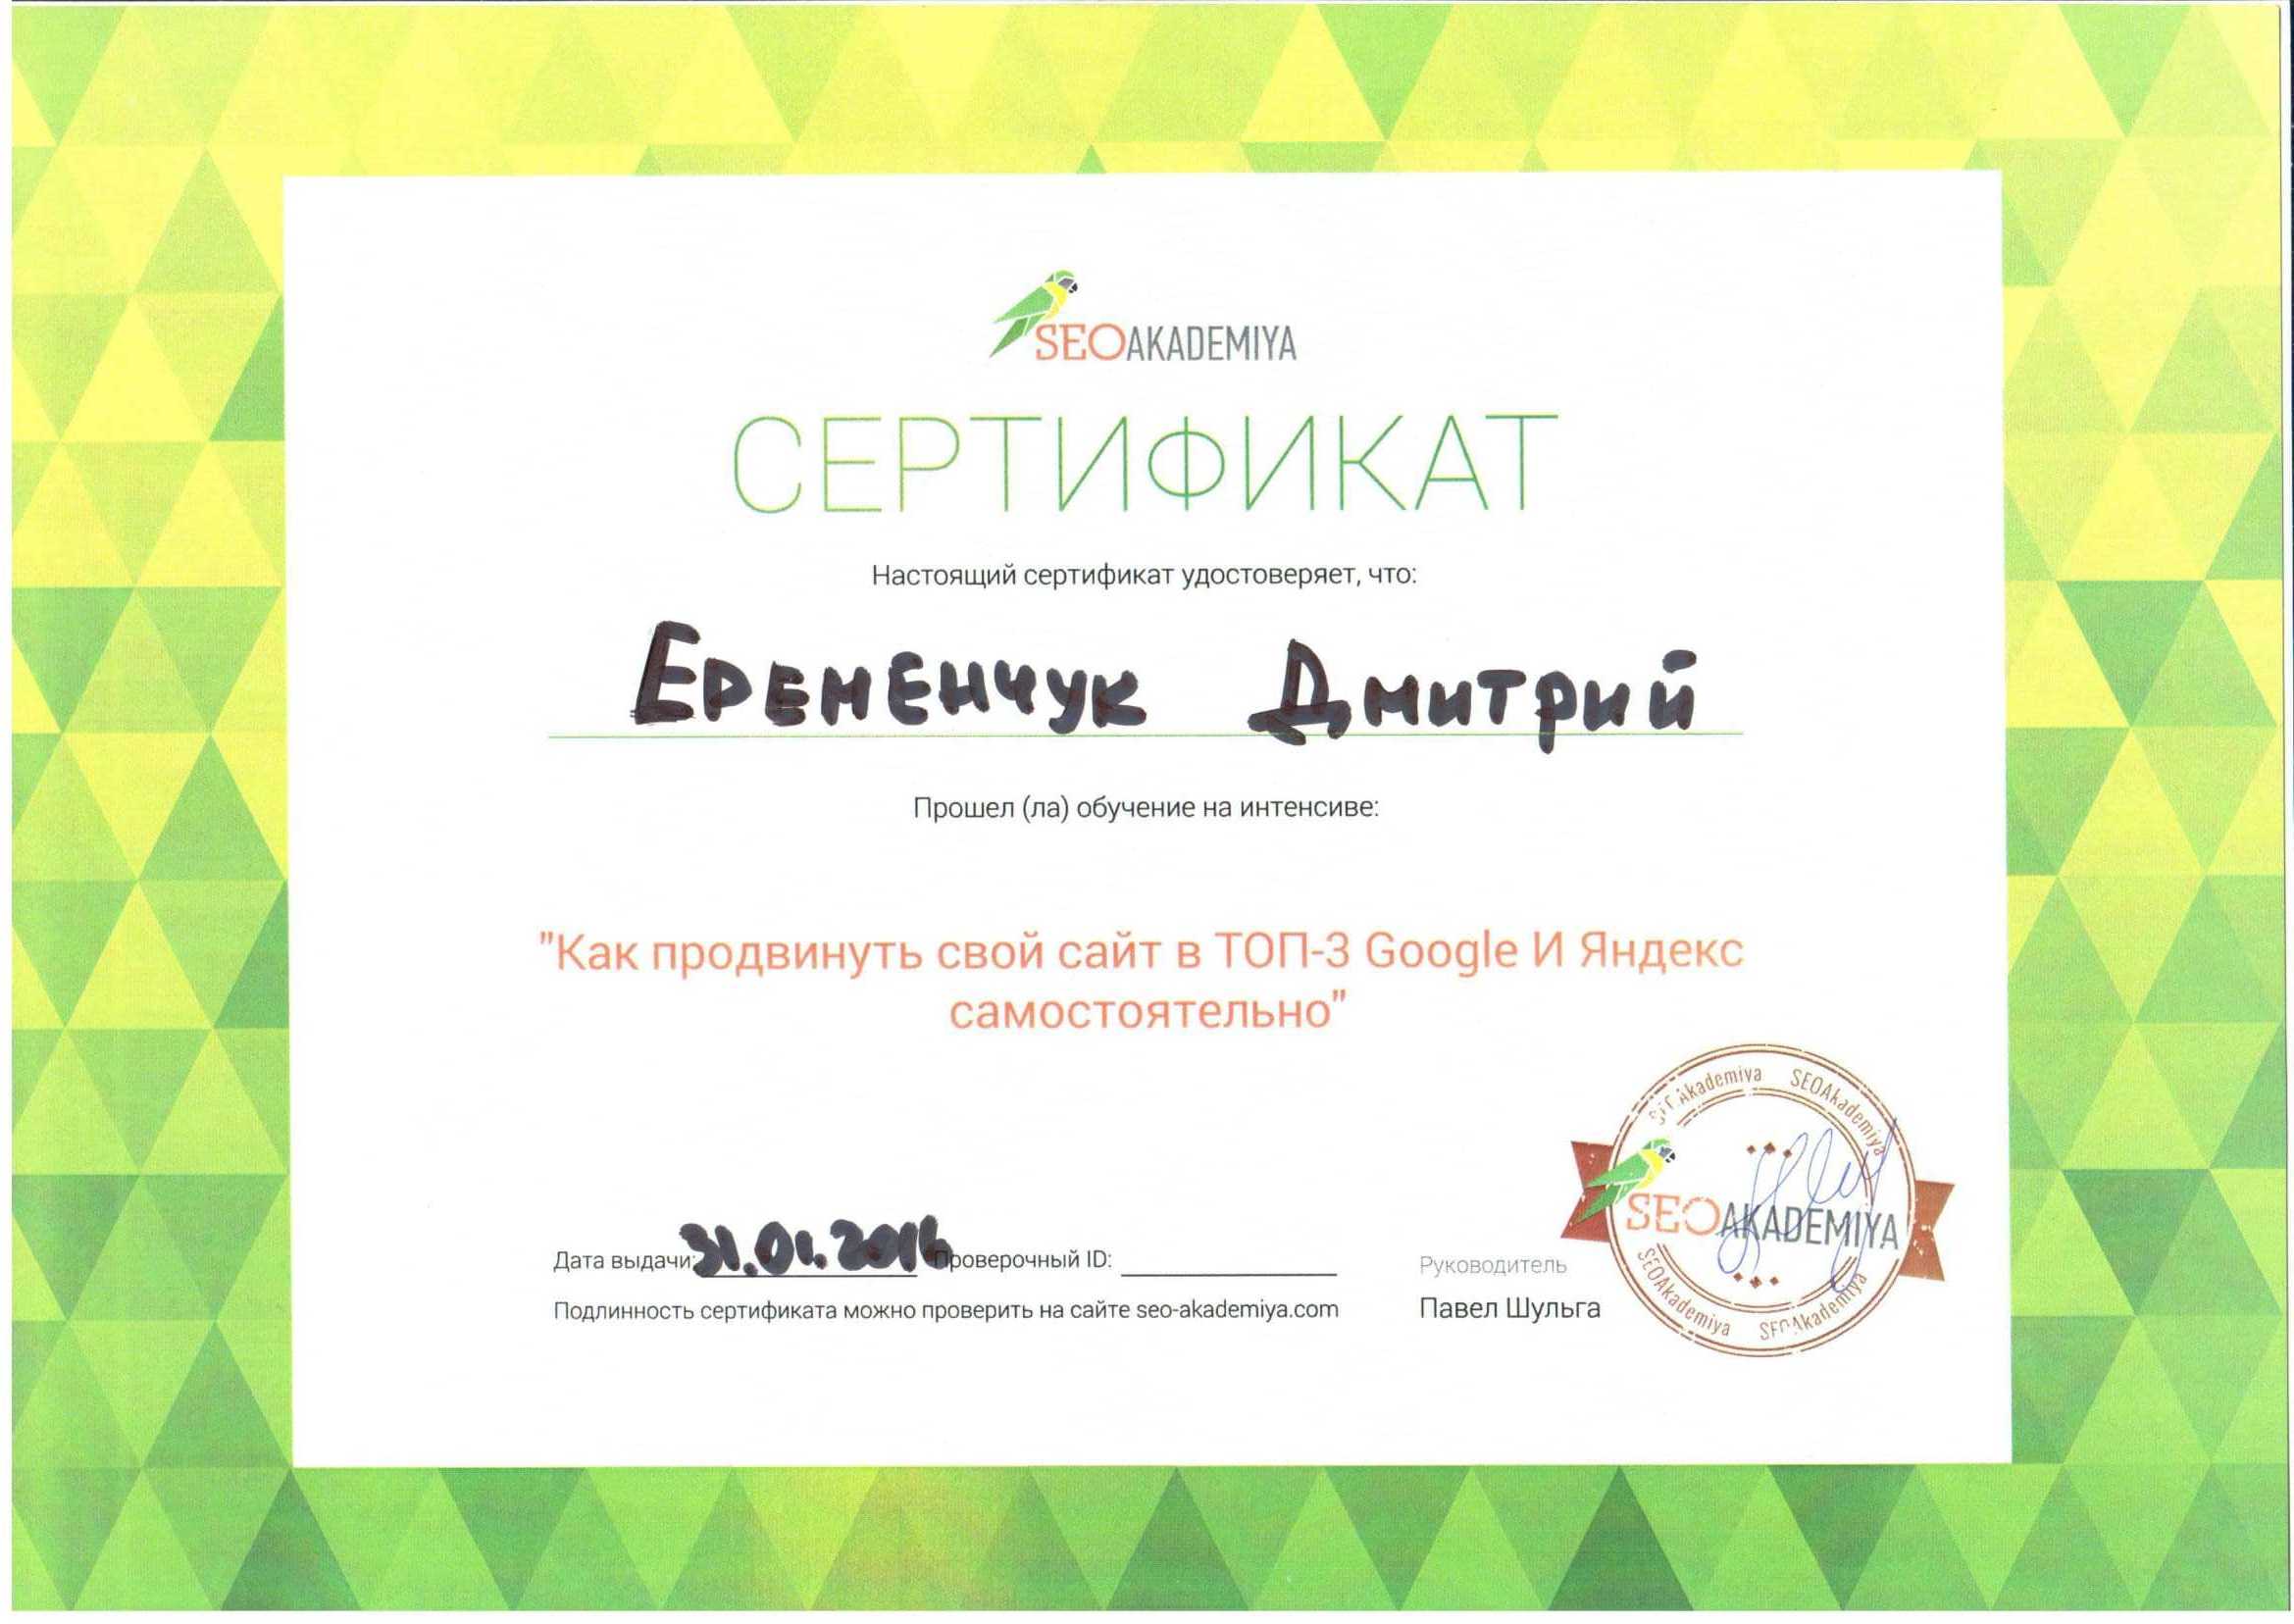 SEOAKADEMIYA
СЕРТИФИКАТ
Настоящий сертификат удостоверяет, что:
Еременчук Дмитрий
Прошел (ла) обучение на интенсиве:
"Как продвинуть свой сайт в ТОП-3 Google И Яндекс
самостоятельно"
Дата выдачи: 31.01.2016 Проверочный ID:
Подлинность сертификата можно проверить на сайте seo-akademiya.com
Руководитель
Павел Шульга
SEOAkademiya SEOAkademiya
SEOAKADEMIYA
SEOAkademiya SEOAkademiya